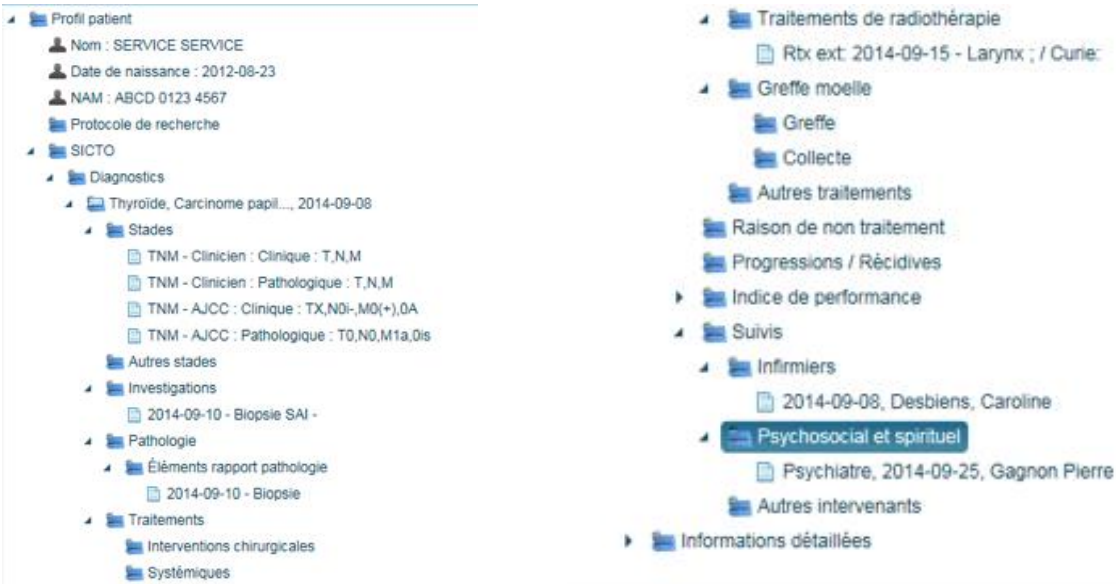 Profil patient
Nom : SERVICE SERVICE
Date de naissance : 2012-08-23
NAM : ABCD 0123 4567
Protocole de recherche
SICTO
Diagnostics
Thyroïde, Carcinome papil..., 2014-09-08
Stades
TNM - Clinicien : Clinique : T,N,M
TNM - Clinicien : Pathologique : T,N,M
TNM - AJCC : Clinique : TX,N0i-,M0(+),0A
TNM - AJCC : Pathologique : T0,N0,M1a,0is
Autres stades
Investigations
2014-09-10 - Biopsie SAI -
Pathologie
Éléments rapport pathologie
2014-09-10 - Biopsie
Traitements
Interventions chirurgicales
Systémiques
Traitements de radiothérapie
Rtx ext: 2014-09-15 - Larynx ; / Curie:
Greffe moelle
Greffe
Collecte
Autres traitements
Raison de non traitement
Progressions / Récidives
Indice de performance
Suivis
Infirmiers
2014-09-08, Desbiens, Caroline
Psychosocial et spirituel
Psychiatre, 2014-09-25, Gagnon Pierre
Autres intervenants
Informations détaillées